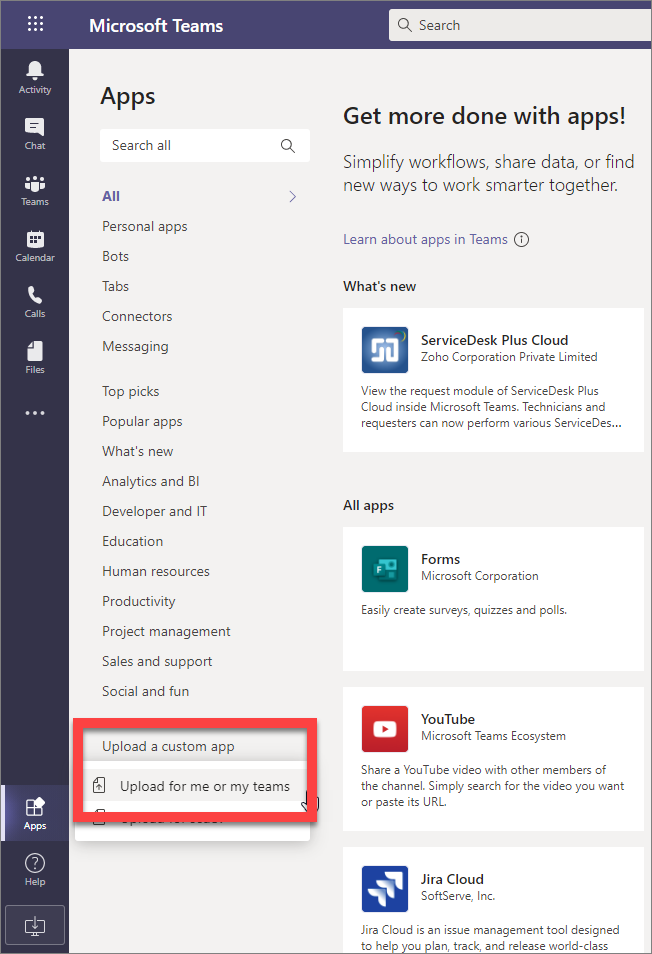 Microsoft Teams
Search
Activity
Chat
Teams
Calendar
Calls
Files
Apps
Help
Apps
Search all
All
Personal apps
Bots
Tabs
Connectors
Messaging
Top picks
Popular apps
What's new
Analytics and BI
Developer and IT
Education
Human resources
Productivity
Project management
Sales and support
Social and fun
Upload a custom app
Upload for me or my teams
Get more done with apps!
Simplify workflows, share data, or find
new ways to work smarter together.
Learn about apps in Teams
What's new
ServiceDesk Plus Cloud
Zoho Corporation Private Limited
View the request module of ServiceDesk Plus
Cloud inside Microsoft Teams. Technicians and
requesters can now perform various ServiceDes...
All apps
Forms
Microsoft Corporation
Easily create surveys, quizzes and polls.
YouTube
Microsoft Teams Ecosystem
Share a YouTube video with other members of
the channel. Simply search for the video you want
or paste its URL.
Jira Cloud
SoftServe, Inc.
Jira Cloud is an issue management tool designed
to help you plan, track, and release world-class